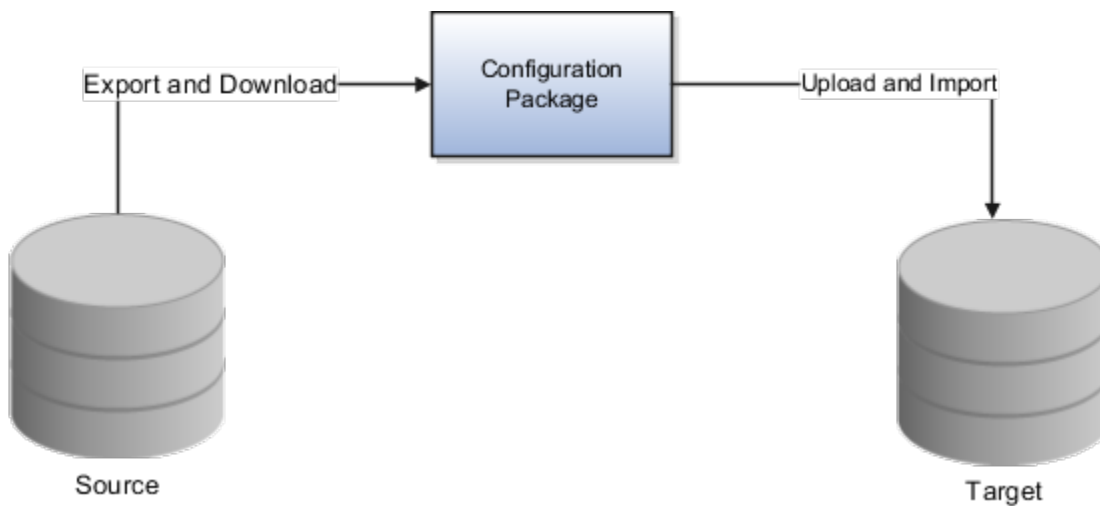 Export and Download
Configuration
Package
Upload and Import
Source
Target